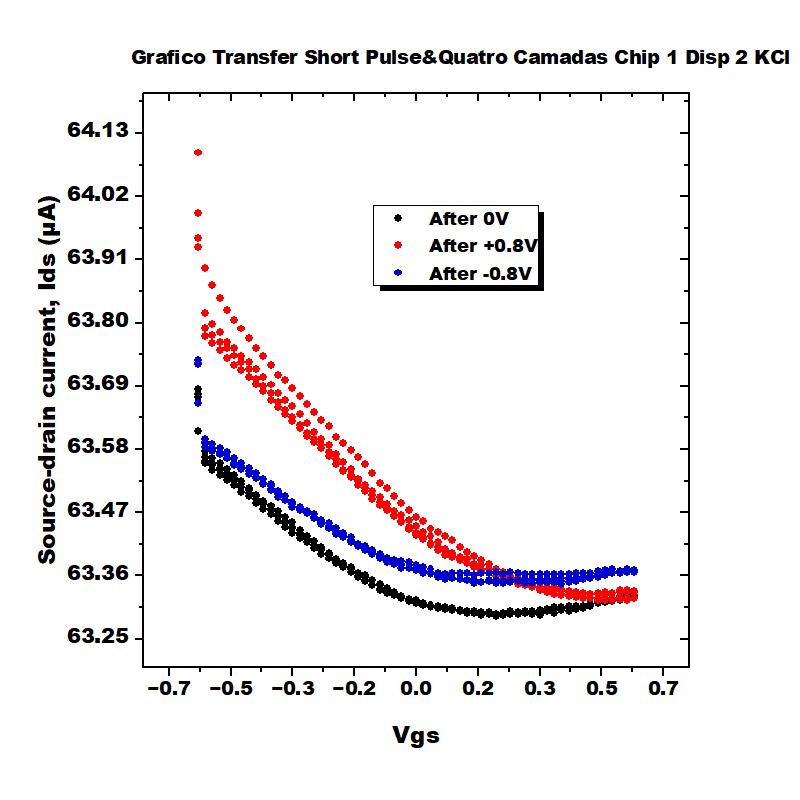 Grafico Transfer Short Pulse&Quatro Camadas Chip 1 Disp 2 KCl
Source-drain current, Ids (µA)
64.13
64.02
63.91
63.80
63.69
63.58
63.47
63.36
63.25
After 0V
After +0.8V
After -0.8V
−0.7 −0.5 −0.3 −0.2 0.0 0.2 0.3 0.5 0.7
Vgs